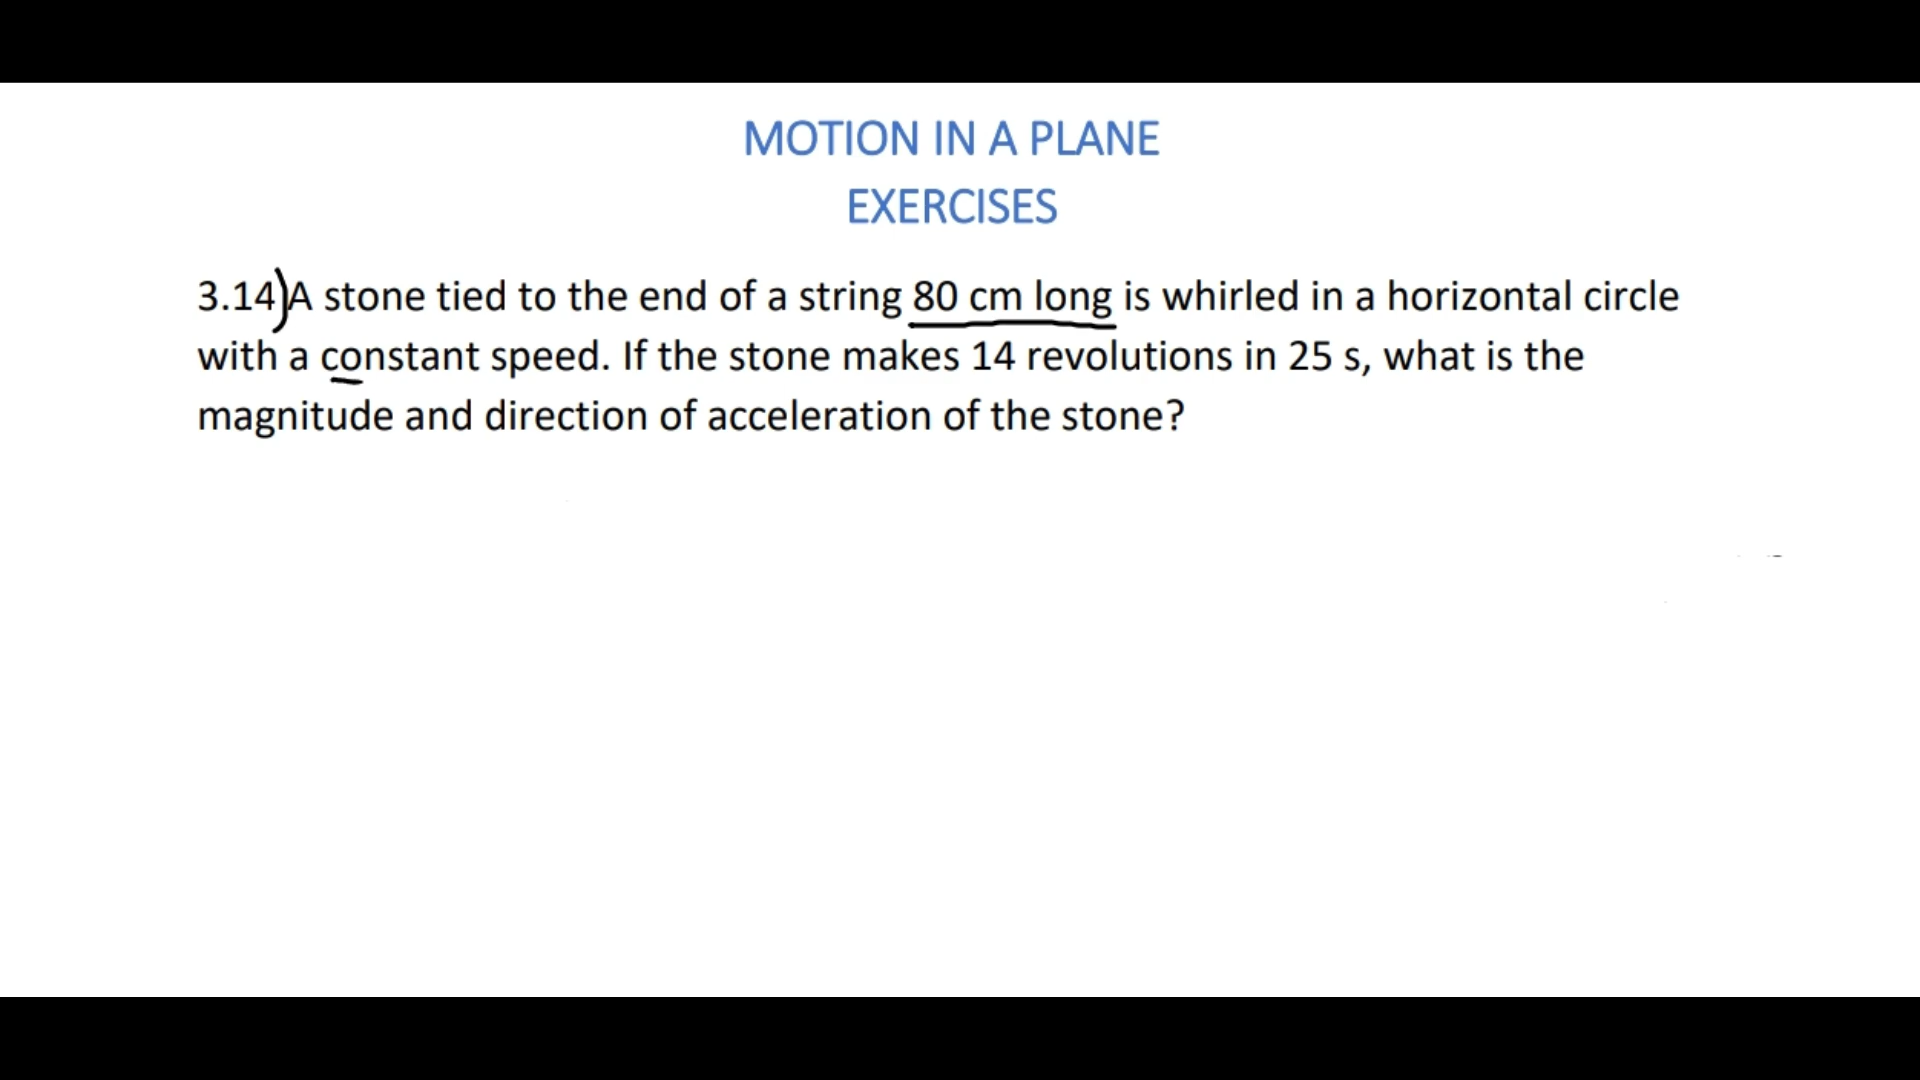 MOTION IN A PLANE
EXERCISES
3.14)A stone tied to the end of a string 80 cm long is whirled in a horizontal circle
with a constant speed. If the stone makes 14 revolutions in 25 s, what is the
magnitude and direction of acceleration of the stone?